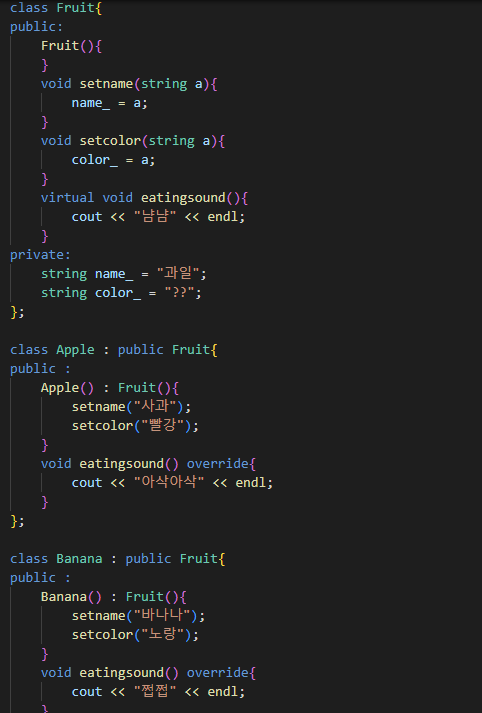 class Fruit{
public:
    Fruit(){
    }
    void setname(string a){
        name_ = a;
    }
    void setcolor(string a){
        color_ = a;
    }
    virtual void eatingsound(){
        cout << "냠냠" << endl;
    }
private:
    string name_ = "과일";
    string color_ = "??";
};

class Apple : public Fruit{
public :
    Apple() : Fruit(){
        setname("사과");
        setcolor("빨강");
    }
    void eatingsound() override{
        cout << "아삭아삭" << endl;
    }
};

class Banana : public Fruit{
public :
    Banana() : Fruit(){
        setname("바나나");
        setcolor("노랑");
    }
    void eatingsound() override{
        cout << "쩝쩝" << endl;
    }